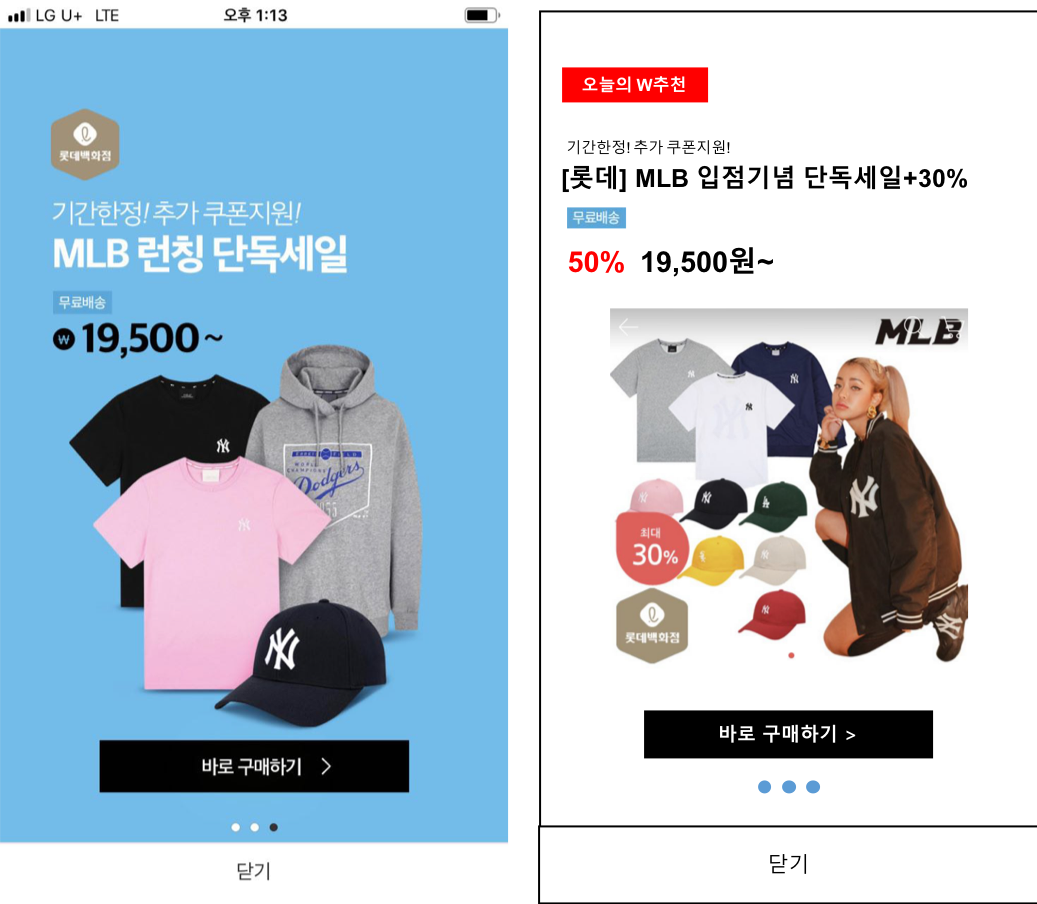 LG U+ LTE 오후 1:13
롯데백화점
기간한정! 추가 쿠폰지원!
MLB 런칭 단독세일
무료배송
₩ 19,500~
NY
Dodgers
NY
NY
바로 구매하기 >
닫기
오늘의 W추천
기간한정! 추가 쿠폰지원!
[롯데] MLB 입점기념 단독세일+30%
무료배송
50% 19,500원~
MLB
최대
30%
롯데백화점
바로 구매하기 >
닫기